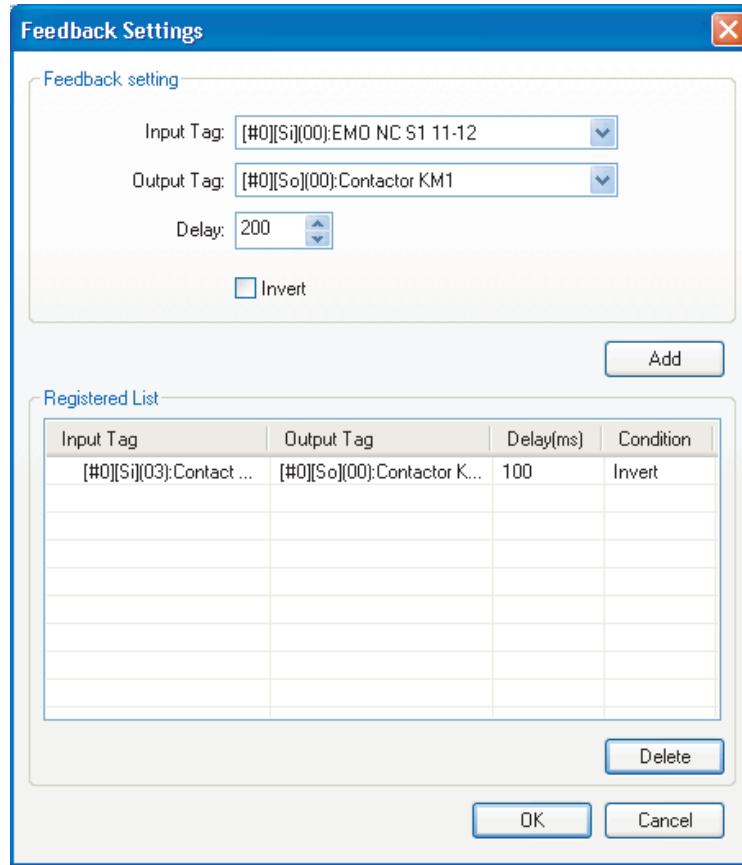 Feedback Settings
Feedback setting
Input Tag: [#0][Si](00):EMO NC S1 11-12
Output Tag: [#0][So](00):Contactor KM1
Delay: 200
Invert
Add
Registered List
Input Tag Output Tag Delay(ms) Condition
[#0][Si](03):Contact ... [#0][So](00):Contactor K... 100 Invert
Delete
OK Cancel